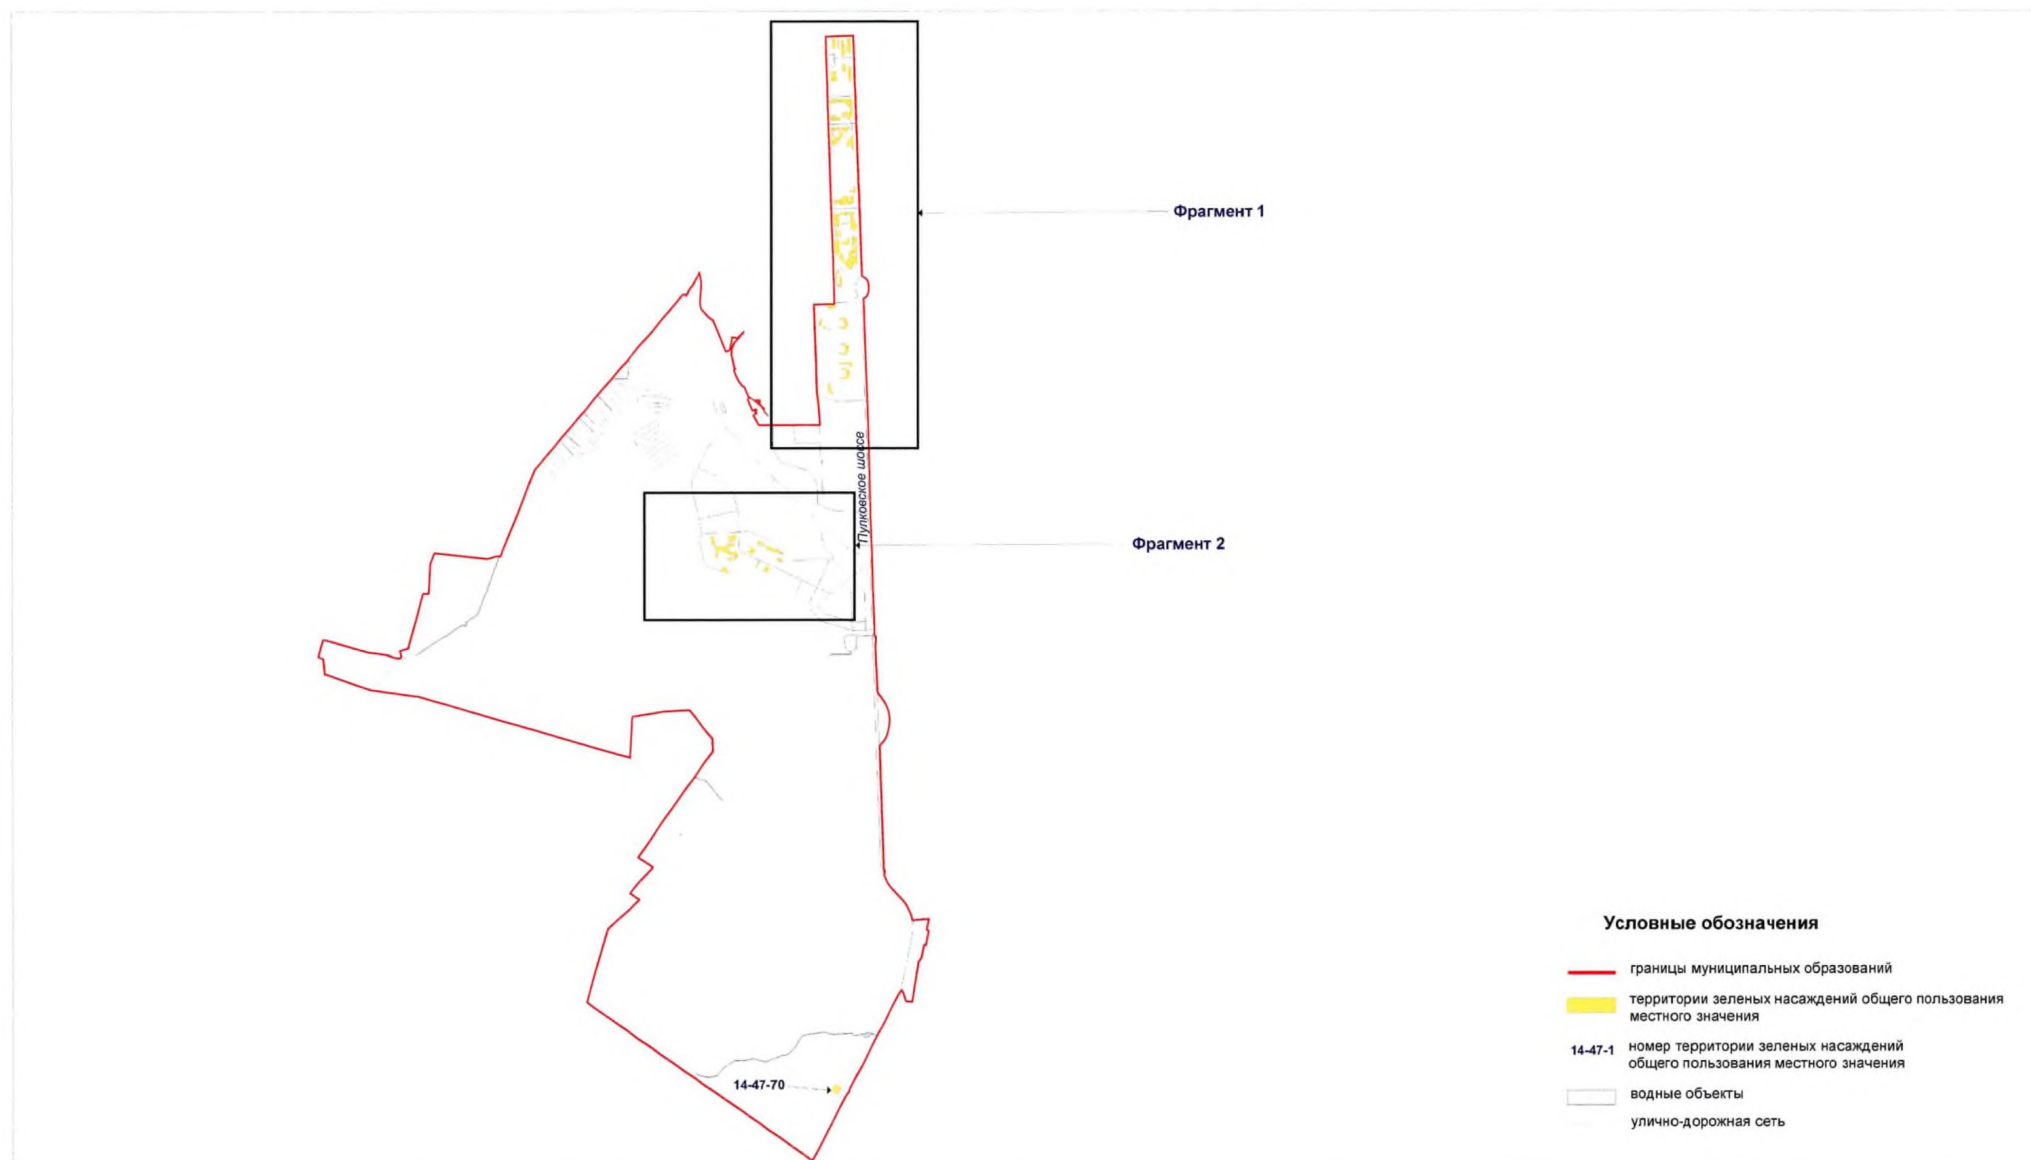 Фрагмент 1
Пулковское шоссе
Фрагмент 2
14-47-70
Условные обозначения
границы муниципальных образований
территории зеленых насаждений общего пользования
местного значения
14-47-1 номер территории зеленых насаждений
общего пользования местного значения
водные объекты
улично-дорожная сеть